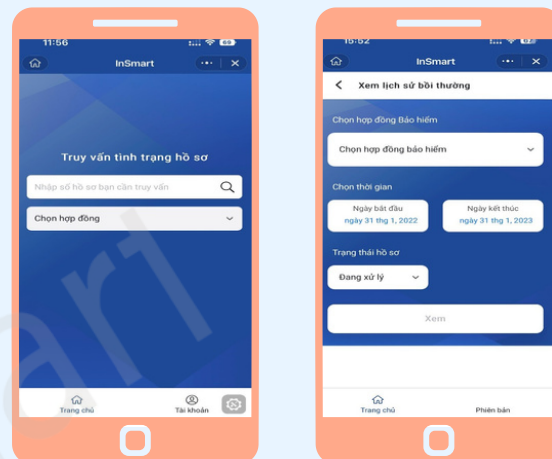 11:56
69
InSmart
Truy vấn tình trạng hồ sơ
Nhập số hồ sơ bạn cần truy vấn
Chọn hợp đồng
Trang chủ
Tài khoản
15:52
InSmart
Xem lịch sử bồi thường
Chọn hợp đồng Bảo hiểm
Chọn hợp đồng bảo hiểm
Chọn thời gian
Ngày bắt đầu
ngày 31 thg 1, 2022
Ngày kết thúc
ngày 31 thg 1, 2023
Trạng thái hồ sơ
Đang xử lý
Xem
Trang chủ
Phiên bản